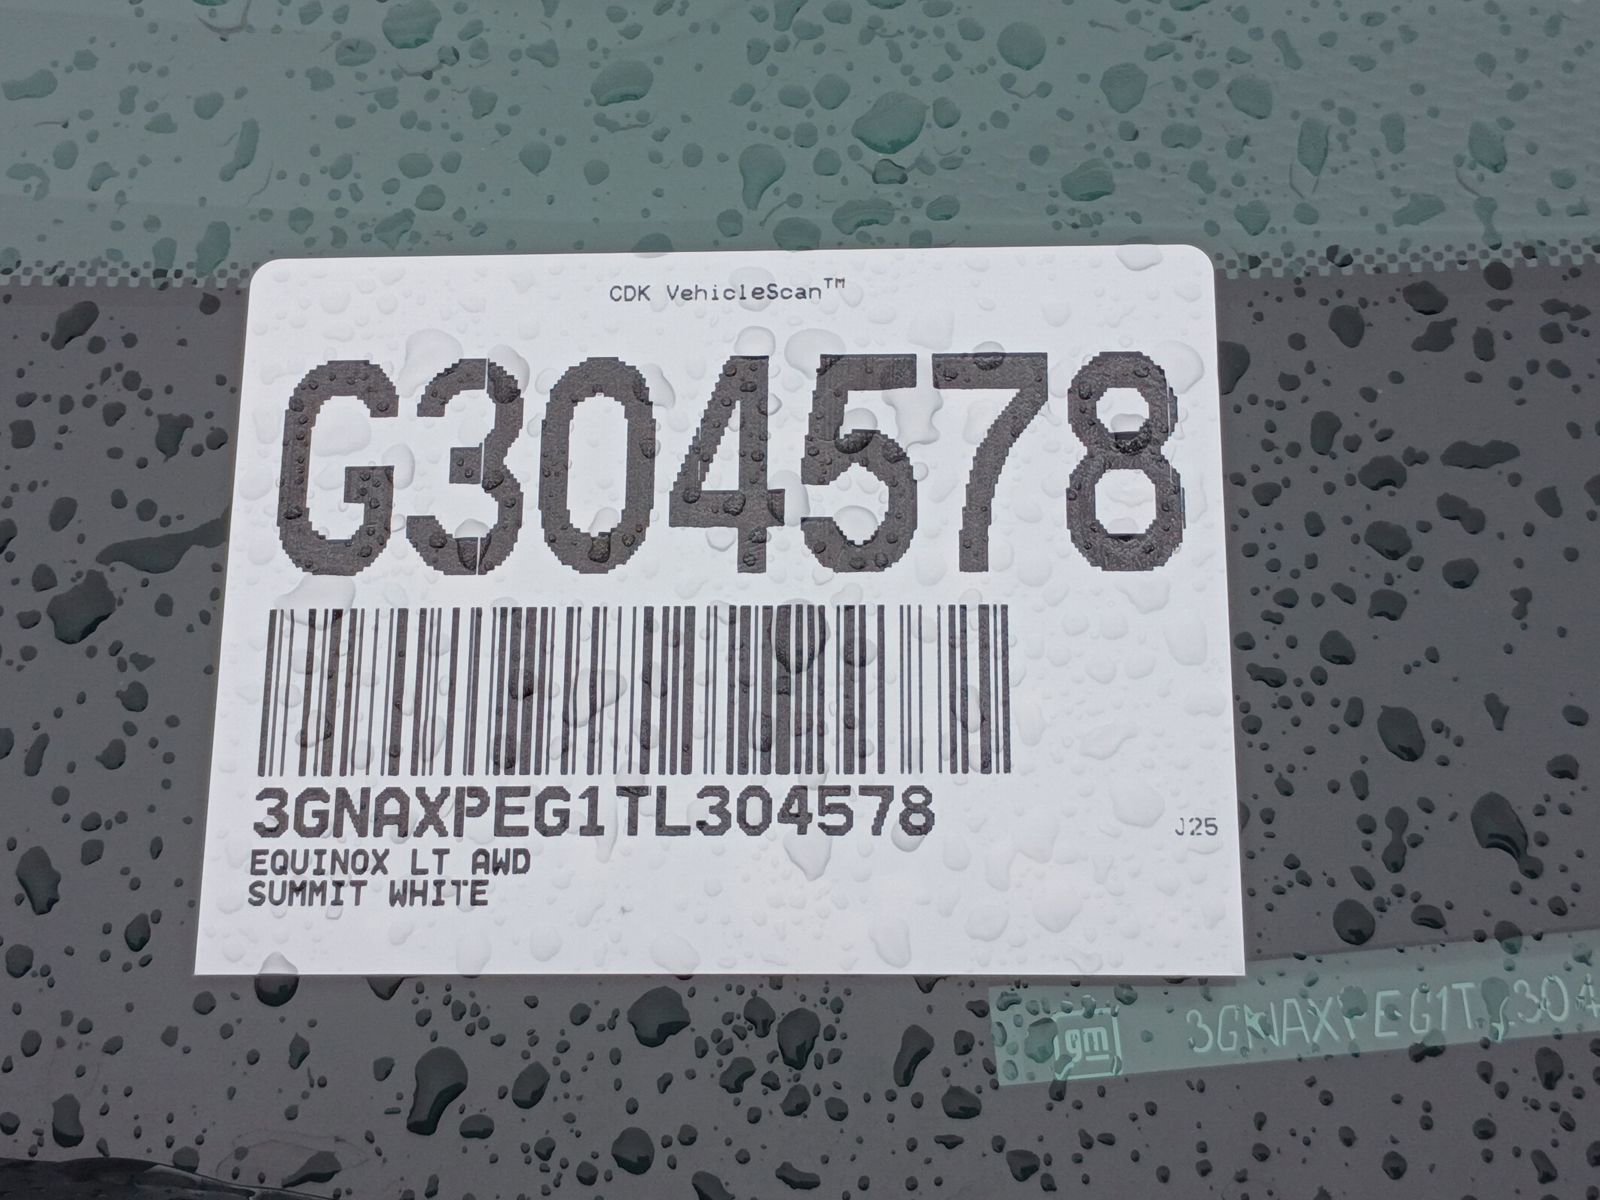 CDK VehicleScan™
G304578
3GNAXPEG1TL304578
J25
EQUINOX LT AWD
SUMMIT WHITE
gm